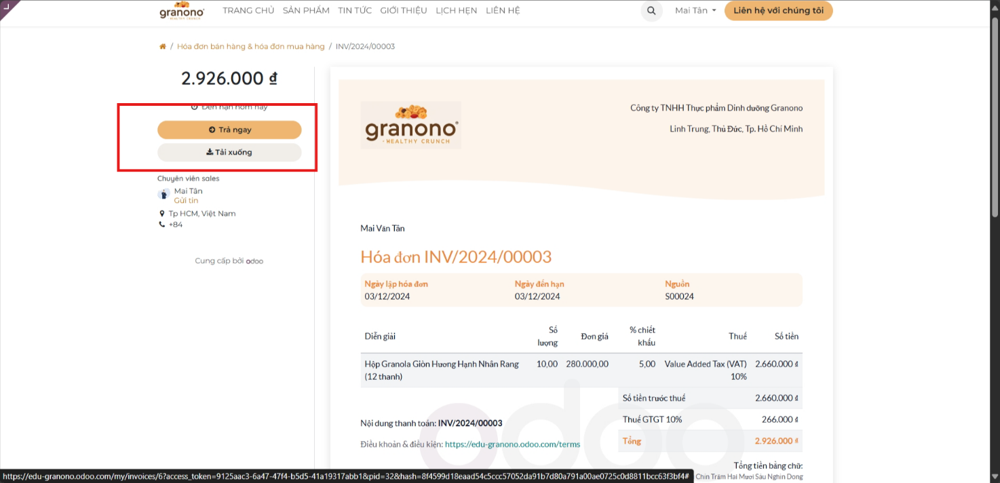 granono
HEALTHY CRUNCH
TRANG CHỦ SẢN PHẨM TIN TỨC GIỚI THIỆU LỊCH HẸN LIÊN HỆ
Mai Tân
Liên hệ với chúng tôi
/ Hóa đơn bán hàng & hóa đơn mua hàng / INV/2024/00003
2.926.000 ₫
Đến hạn hôm nay
Trả ngay
Tải xuống
Chuyên viên sales
Mai Tân
Gửi tin
Tp HCM, Việt Nam
+84
Cung cấp bởi odoo
granono
HEALTHY CRUNCH
Công ty TNHH Thực phẩm Dinh dưỡng Granono
Linh Trung, Thủ Đức, Tp. Hồ Chí Minh
Mai Văn Tân
Hóa đơn INV/2024/00003
Ngày lập hóa đơn Ngày đến hạn Nguồn
03/12/2024 03/12/2024 S00024
Diễn giải Số lượng Đơn giá % chiết khấu Thuế Số tiền
Hộp Granola Giòn Hương Hạnh Nhân Rang 10,00 280.000,00 5,00 Value Added Tax (VAT) 2.660.000 ₫
(12 thanh) 10%
Số tiền trước thuế 2.660.000 ₫
Thuế GTGT 10% 266.000 ₫
Tổng 2.926.000 ₫
Nội dung thanh toán: INV/2024/00003
Điều khoản & điều kiện: https://edu-granono.odoo.com/terms
odoo
Tổng tiền bằng chữ:
Chín Trăm Hai Mươi Sáu Nghìn Dong
https://edu-granono.odoo.com/my/invoices/6?access_token=9125aac3-6a47-47f4-b5d5-41a19317abb1&pid=32&hash=8f4599d18eaad54c5ccc57052da91b7d80a791a00ae0725c0d8811bcc63f3bf4#